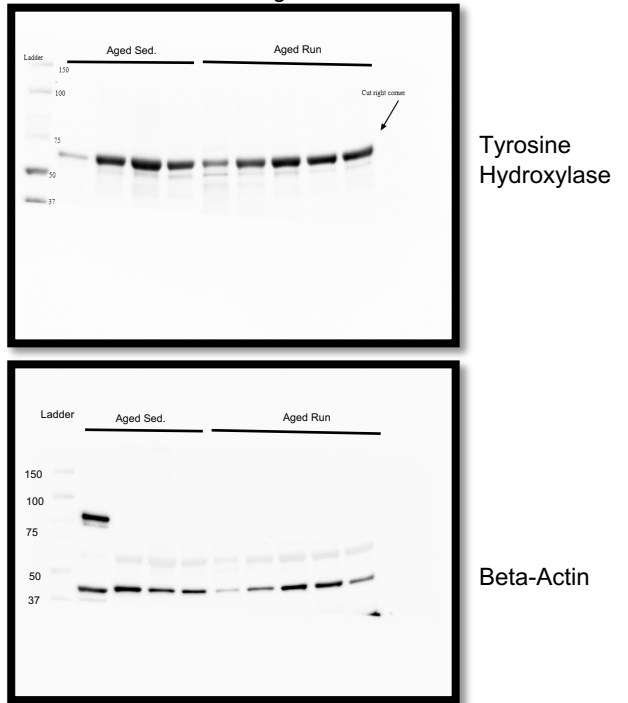 Ladder
Aged Sed.
Aged Run
150
100
Cut right corner
75
50
37
Tyrosine
Hydroxylase
Ladder
Aged Sed.
Aged Run
150
100
75
50
37
Beta-Actin